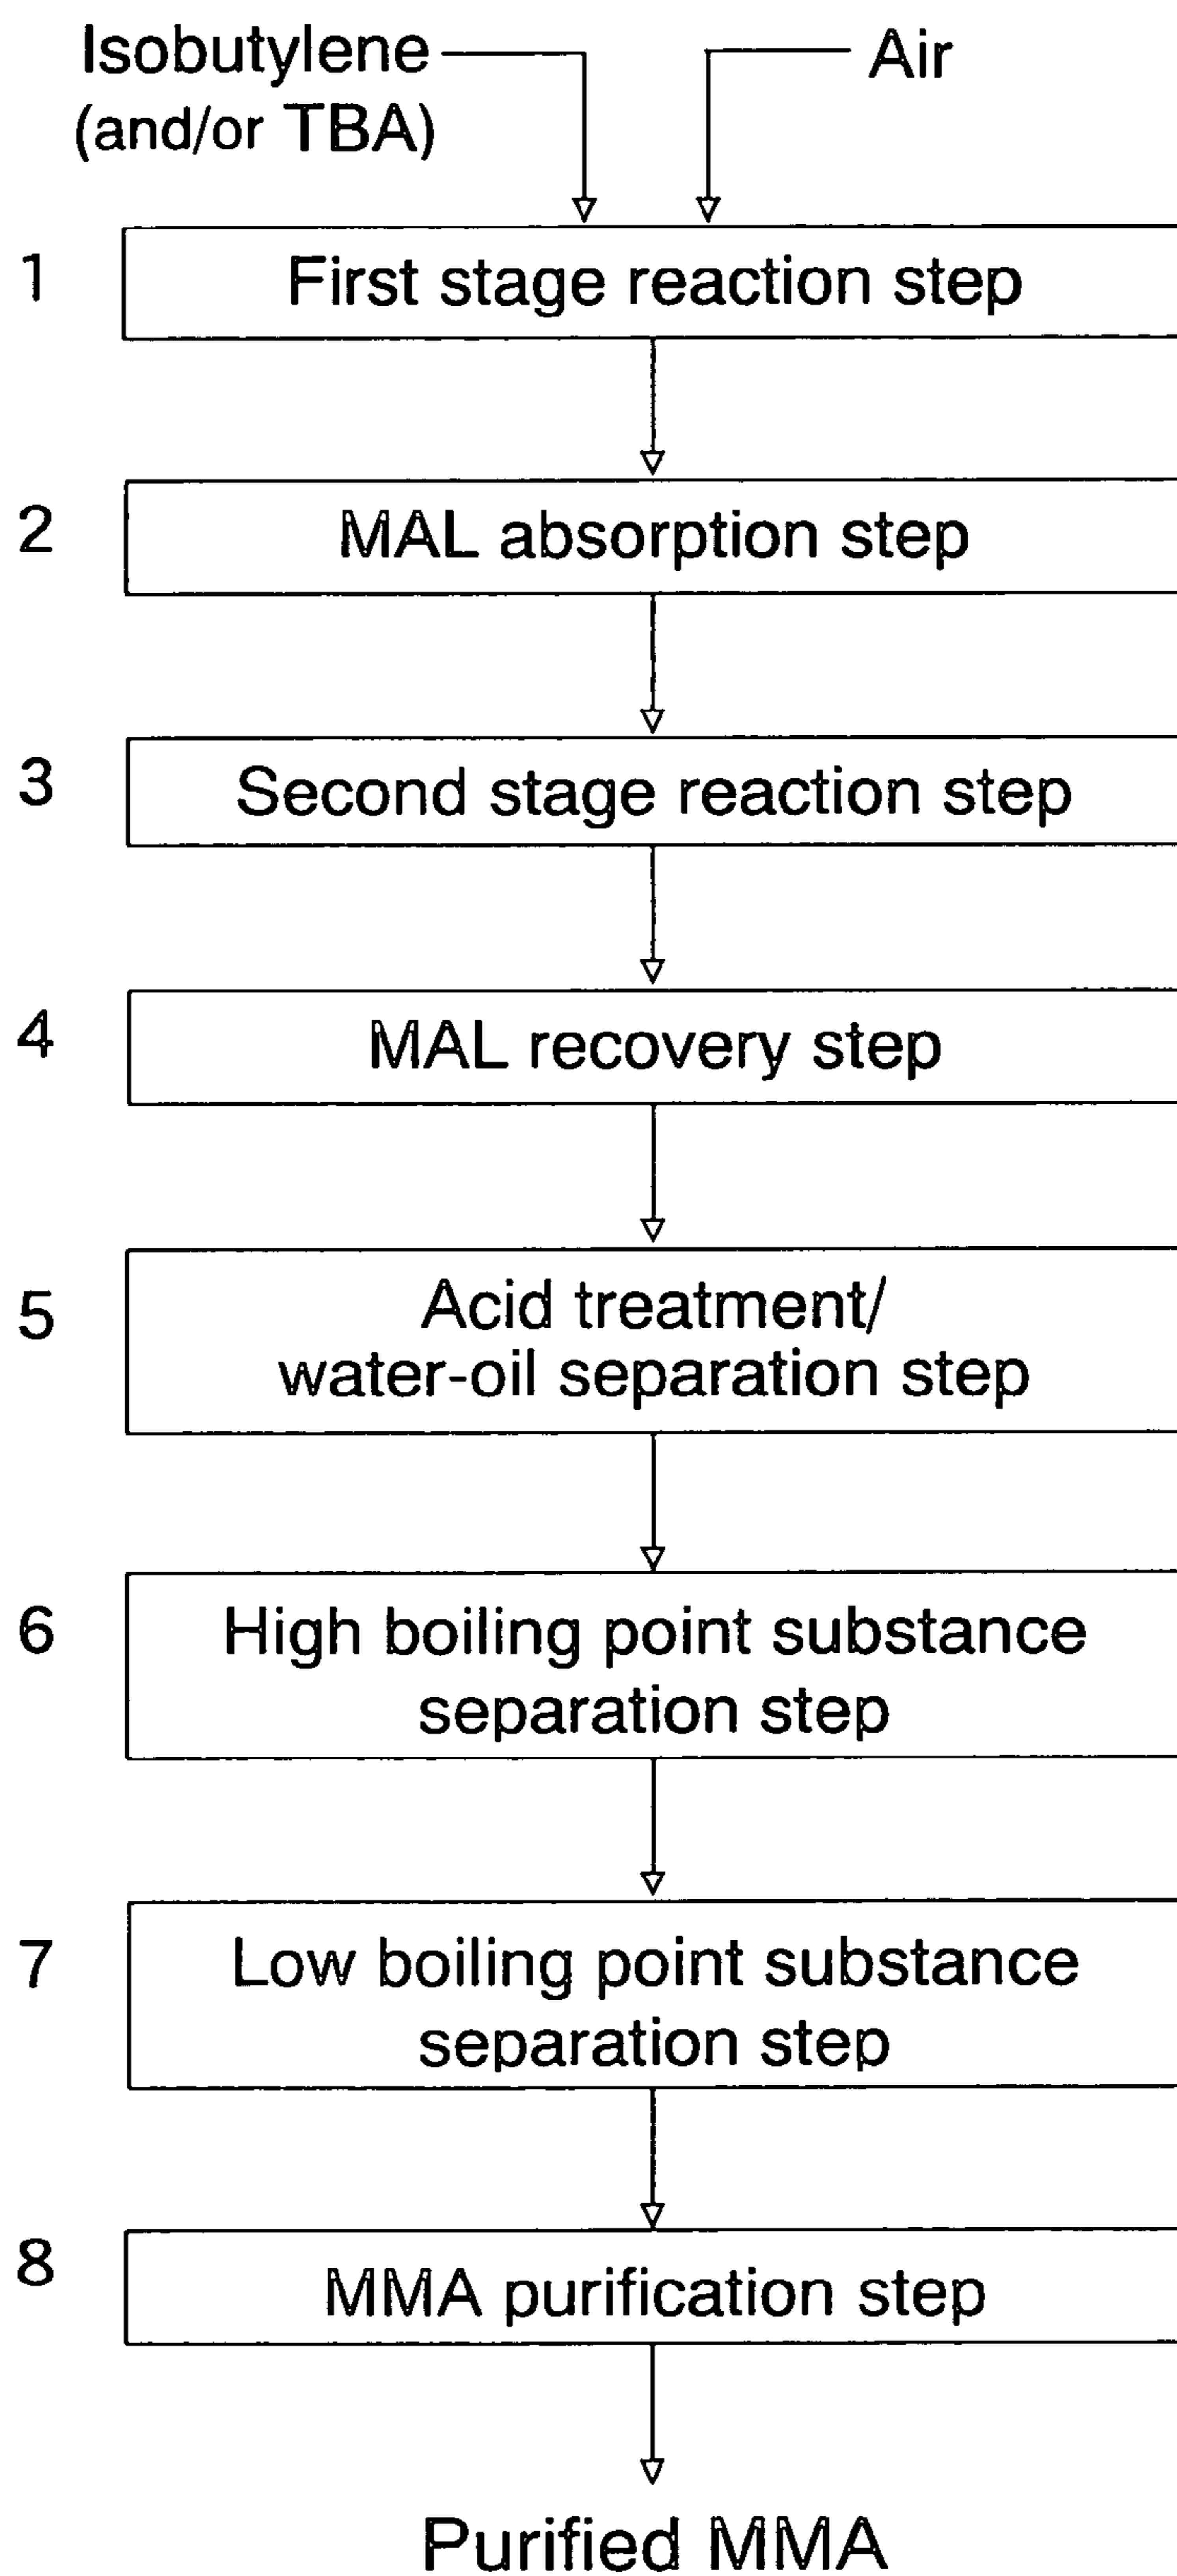 Isobutylene
(and/or TBA)
Air
1
First stage reaction step
2
MAL absorption step
3
Second stage reaction step
4
MAL recovery step
5
Acid treatment/
water-oil separation step
6
High boiling point substance
separation step
7
Low boiling point substance
separation step
8
MMA purification step
Purified MMA